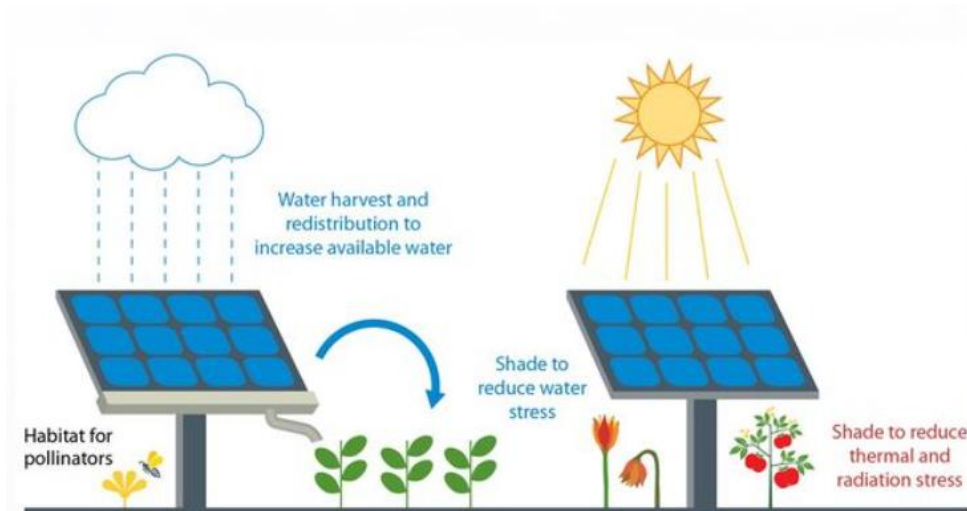 Water harvest and
redistribution to
increase available water
Shade to
reduce water
stress
Habitat for
pollinators
Shade to reduce
thermal and
radiation stress